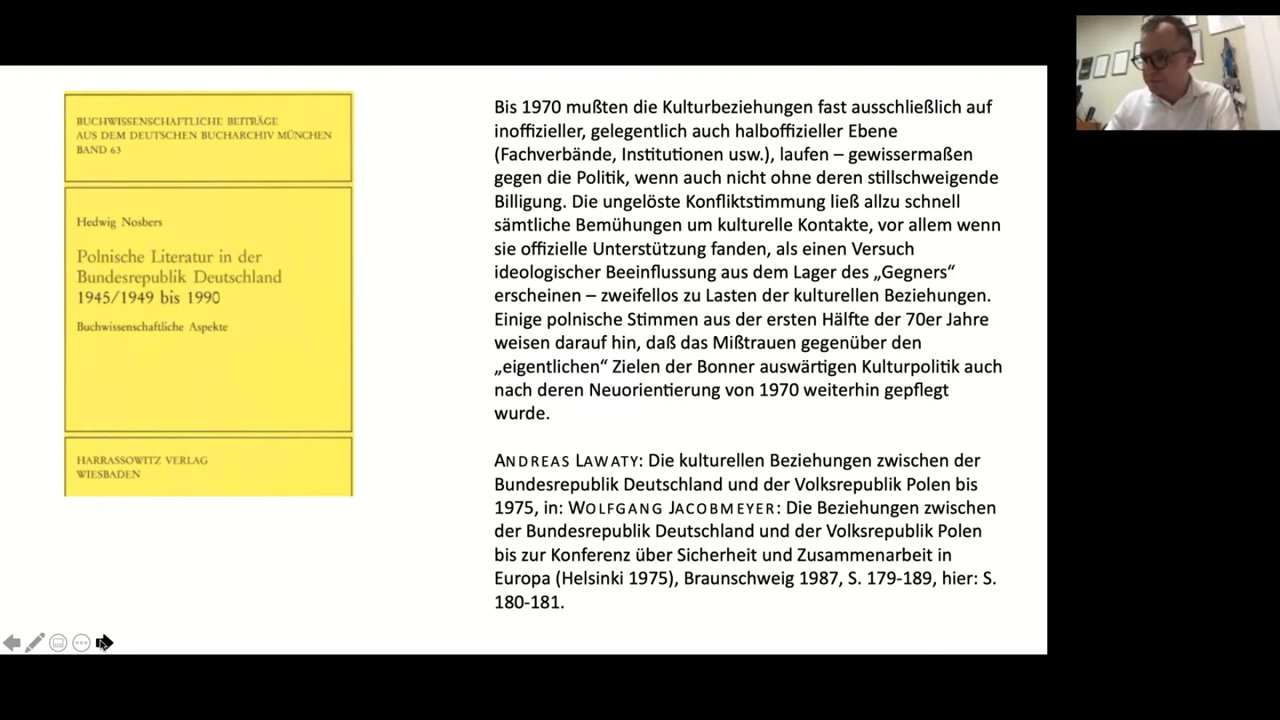 BUCHWISSENSCHAFTLICHE BEITRÄGE
AUS DEM DEUTSCHEN BUCHARCHIV MÜNCHEN
BAND 63
Hedwig Nosbers
Polnische Literatur in der
Bundesrepublik Deutschland
1945/1949 bis 1990
Buchwissenschaftliche Aspekte
HARRASSOWITZ VERLAG
WIESBADEN
Bis 1970 mußten die Kulturbeziehungen fast ausschließlich auf
inoffizieller, gelegentlich auch halboffizieller Ebene
(Fachverbände, Institutionen usw.), laufen – gewissermaßen
gegen die Politik, wenn auch nicht ohne deren stillschweigende
Billigung. Die ungelöste Konfliktstimmung ließ allzu schnell
sämtliche Bemühungen um kulturelle Kontakte, vor allem wenn
sie offizielle Unterstützung fanden, als einen Versuch
ideologischer Beeinflussung aus dem Lager des „Gegners“
erscheinen – zweifellos zu Lasten der kulturellen Beziehungen.
Einige polnische Stimmen aus der ersten Hälfte der 70er Jahre
weisen darauf hin, daß das Mißtrauen gegenüber den
„eigentlichen“ Zielen der Bonner auswärtigen Kulturpolitik auch
nach deren Neuorientierung von 1970 weiterhin gepflegt
wurde.
ANDREAS LAWATY: Die kulturellen Beziehungen zwischen der
Bundesrepublik Deutschland und der Volksrepublik Polen bis
1975, in: WOLFGANG JACOBMEYER: Die Beziehungen zwischen
der Bundesrepublik Deutschland und der Volksrepublik Polen
bis zur Konferenz über Sicherheit und Zusammenarbeit in
Europa (Helsinki 1975), Braunschweig 1987, S. 179-189, hier: S.
180-181.